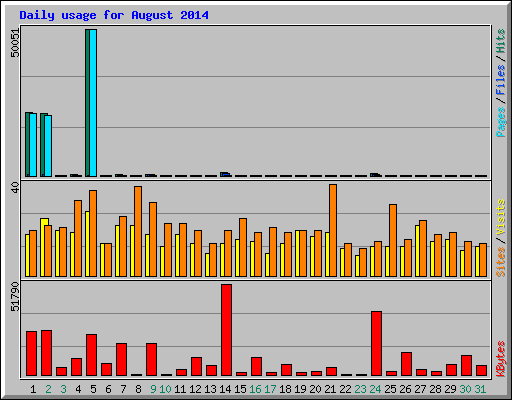 Daily usage for August 2014
50051
Pages / Files / Hits
40
Sites / Visits
51790
KBytes
1 2 3 4 5 6 7 8 9 10 11 12 13 14 15 16 17 18 19 20 21 22 23 24 25 26 27 28 29 30 31